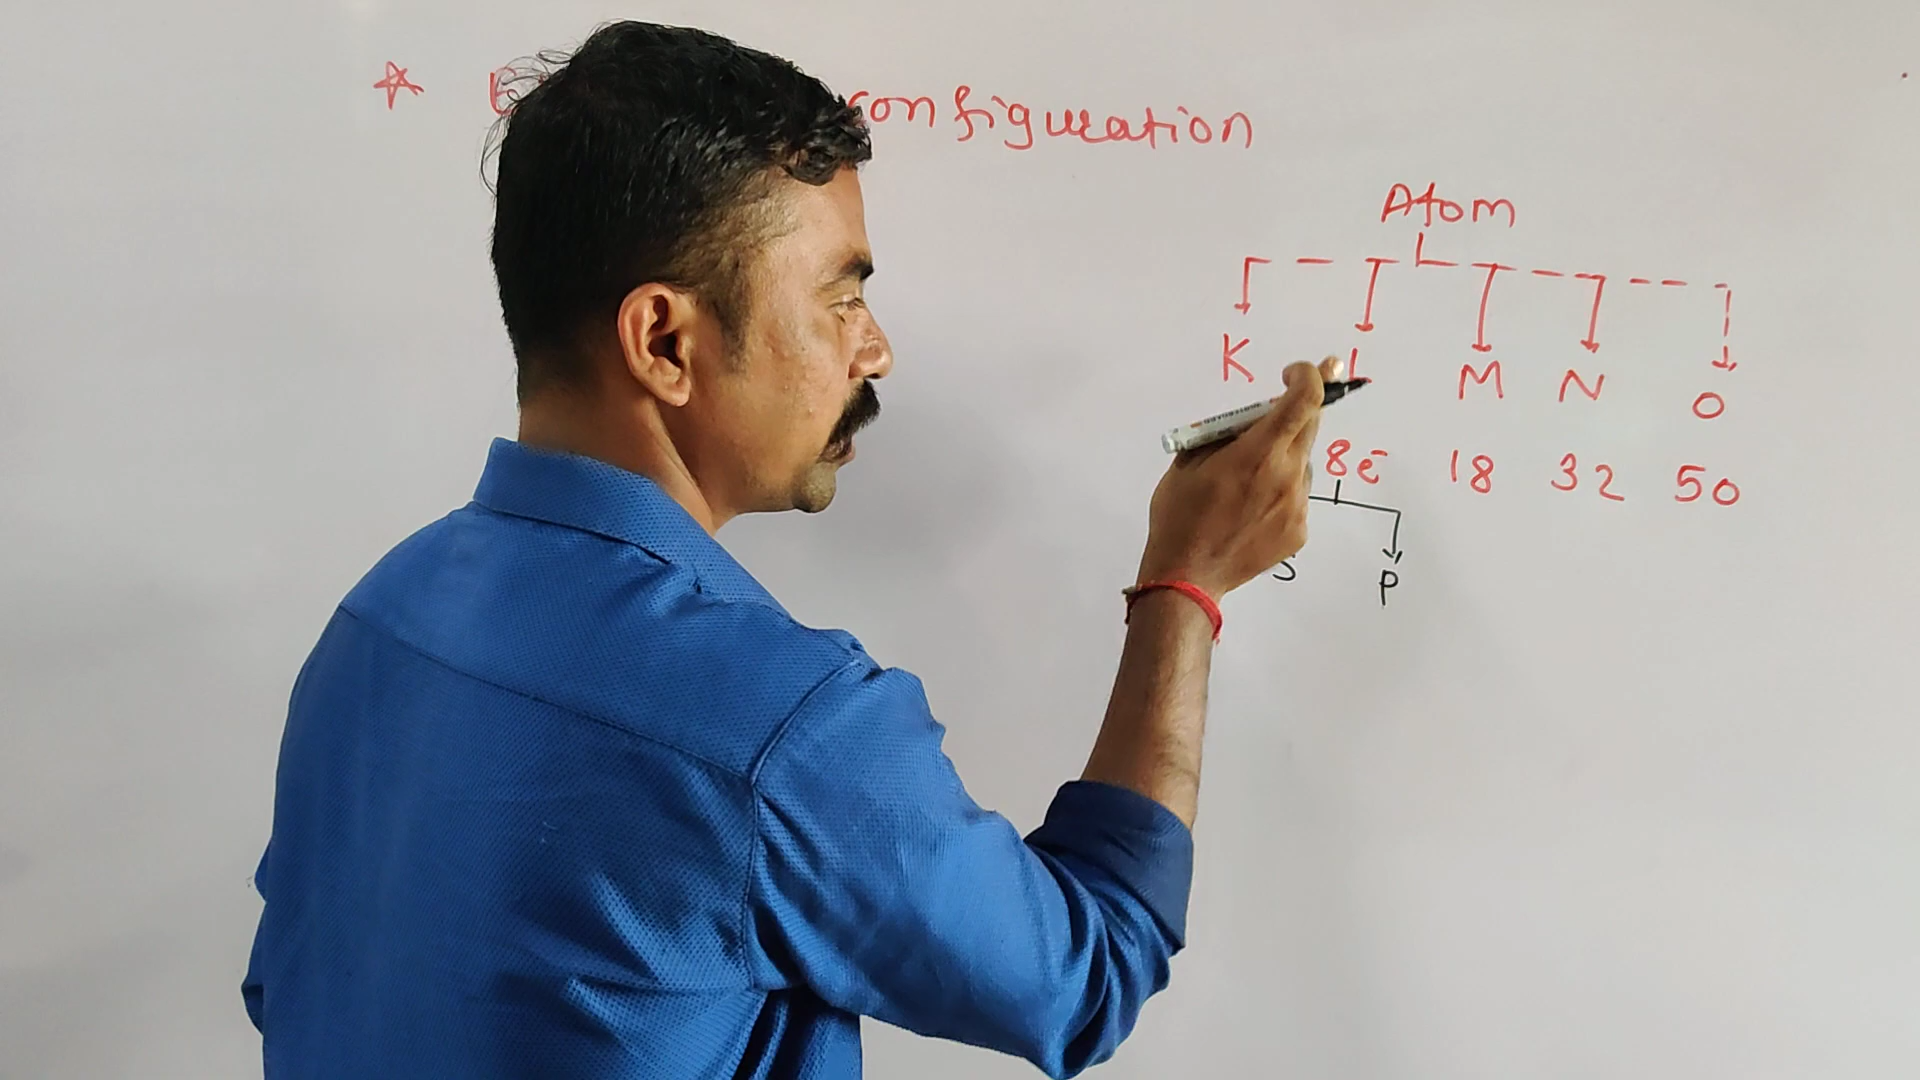 configuration
Atom
K L M N O
8e⁻ 18 32 50
S P